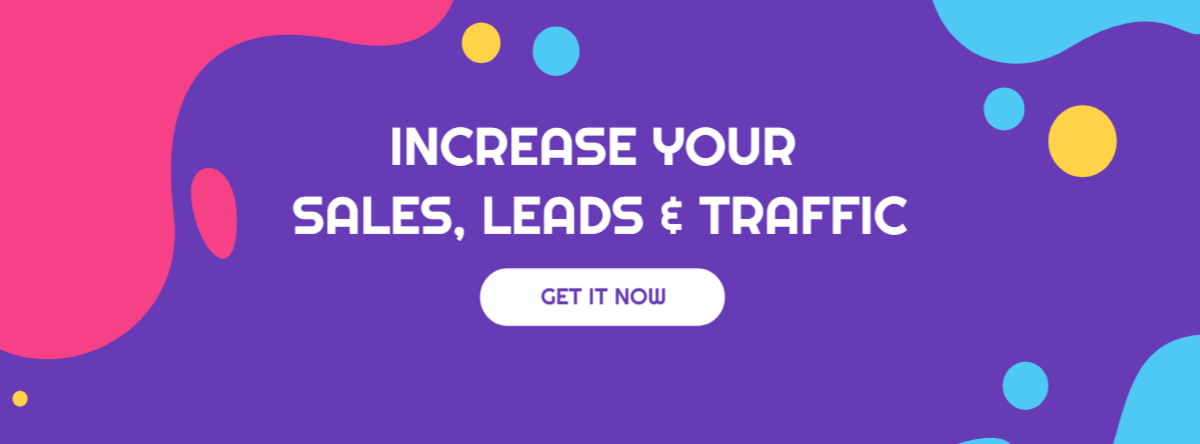 INCREASE YOUR
SALES, LEADS & TRAFFIC
GET IT NOW